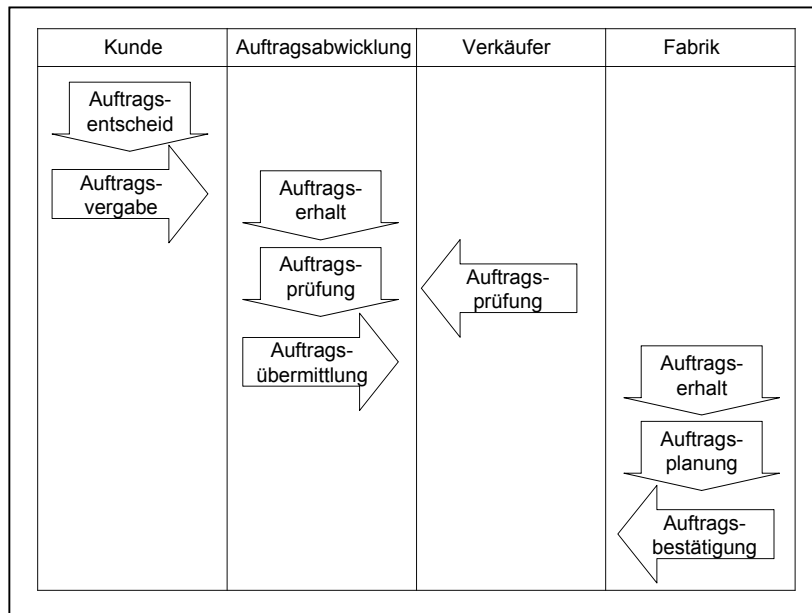 Kunde
Auftragsabwicklung
Verkäufer
Fabrik
Auftrags-
entscheid
Auftrags-
vergabe
Auftrags-
erhalt
Auftrags-
prüfung
Auftrags-
prüfung
Auftrags-
übermittlung
Auftrags-
erhalt
Auftrags-
planung
Auftrags-
bestätigung